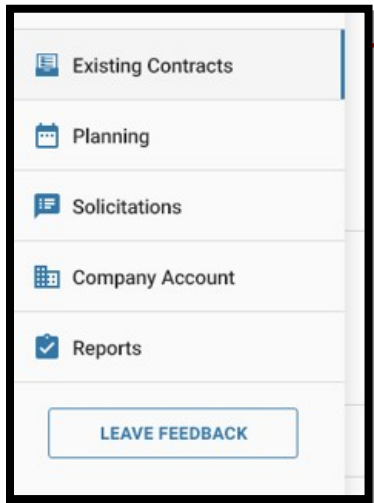 Existing Contracts
Planning
Solicitations
Company Account
Reports
LEAVE FEEDBACK